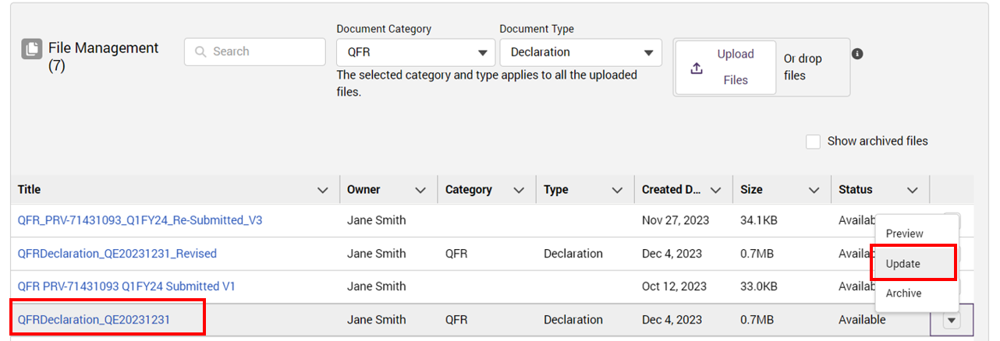 Document Category
Document Type
File Management
(7)
Search
QFR
Declaration
Upload
Files
Or drop
files
The selected category and type applies to all the uploaded
files.
Show archived files
Title Owner Category Type Created D... Size Status
QFR_PRV-71431093_Q1FY24_Re-Submitted_V3 Jane Smith Nov 27, 2023 34.1KB Availab
Preview
QFRDeclaration_QE20231231_Revised Jane Smith QFR Declaration Dec 4, 2023 0.7MB Availa
Update
QFR PRV-71431093 Q1FY24 Submitted V1 Jane Smith Oct 12, 2023 33.0KB Availa
Archive
QFRDeclaration_QE20231231 Jane Smith QFR Declaration Dec 4, 2023 0.7MB Available